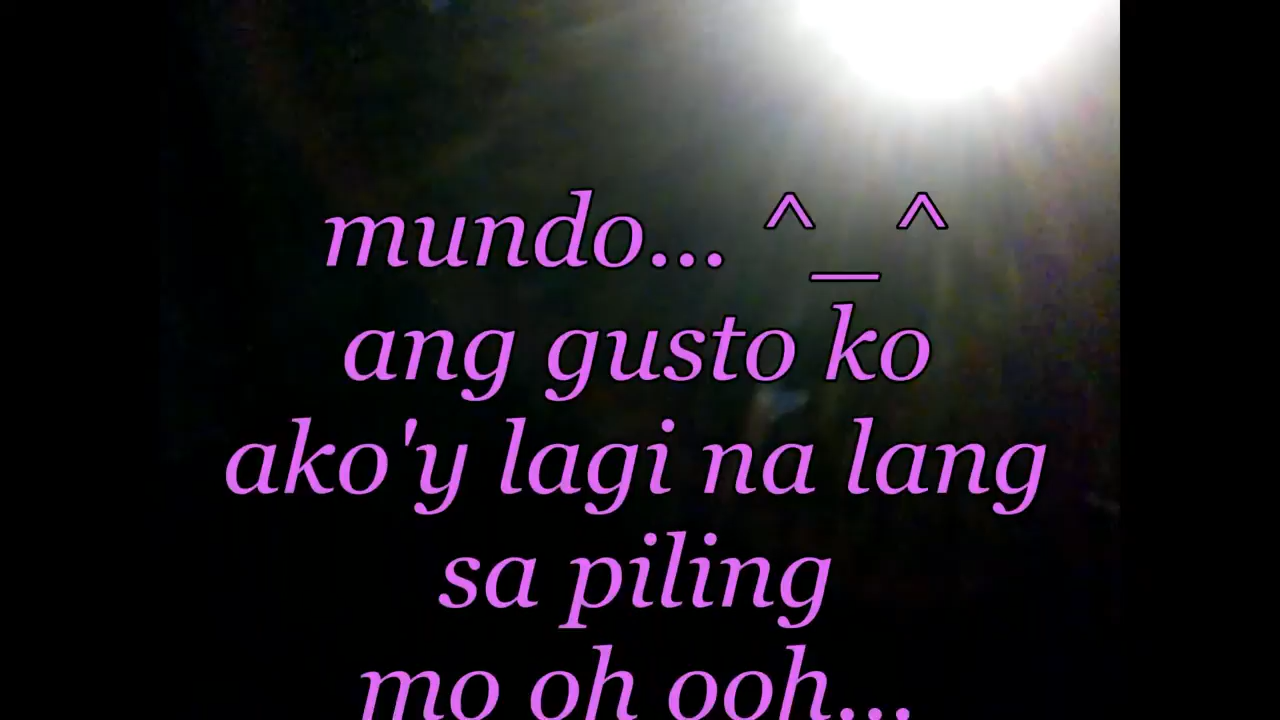 mundo... ^_^
ang gusto ko
ako'y lagi na lang
sa piling
mo oh ooh...